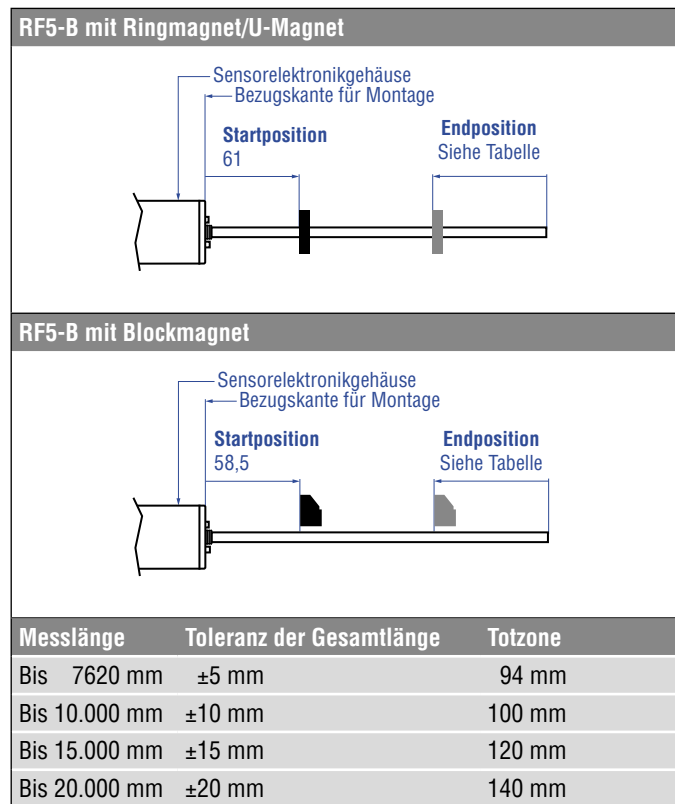 RF5-B mit Ringmagnet/U-Magnet
Sensorelektronikgehäuse
Bezugskante für Montage
Startposition
61
Endposition
Siehe Tabelle
RF5-B mit Blockmagnet
Sensorelektronikgehäuse
Bezugskante für Montage
Startposition
58,5
Endposition
Siehe Tabelle
Messlänge Toleranz der Gesamtlänge Totzone
Bis 7620 mm ±5 mm 94 mm
Bis 10.000 mm ±10 mm 100 mm
Bis 15.000 mm ±15 mm 120 mm
Bis 20.000 mm ±20 mm 140 mm